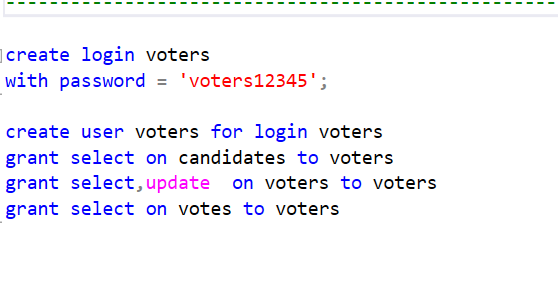 create login voters
with password = 'voters12345';
create user voters for login voters
grant select on candidates to voters
grant select,update  on voters to voters
grant select on votes to voters